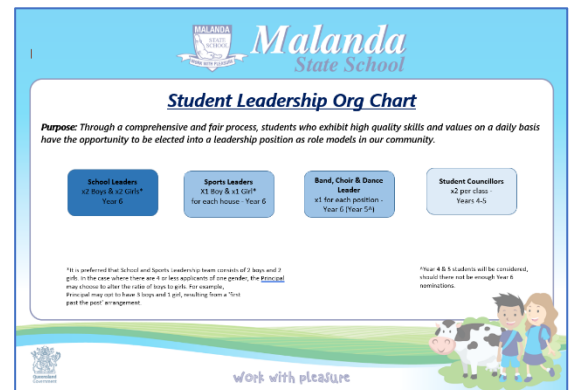 MALANDA
STATE
SCHOOL
WORK WITH PLEASURE
Malanda
State School
Student Leadership Org Chart
Purpose: Through a comprehensive and fair process, students who exhibit high quality skills and values on a daily basis
have the opportunity to be elected into a leadership position as role models in our community.
School Leaders
x2 Boys & x2 Girls*
Year 6
Sports Leaders
X1 Boy & x1 Girl*
for each house - Year 6
Band, Choir & Dance
Leader
x1 for each position -
Year 6 (Year 5^)
Student Councillors
x2 per class -
Years 4-5
*It is preferred that School and Sports Leadership team consists of 2 boys and 2
girls. In the case where there are 4 or less applicants of one gender, the Principal
may choose to alter the ratio of boys to girls. For example,
Principal may opt to have 3 boys and 1 girl, resulting from a 'first
past the post' arrangement.
^Year 4 & 5 students will be considered,
should there not be enough Year 6
nominations.
Queensland
Government
Work with pleasure